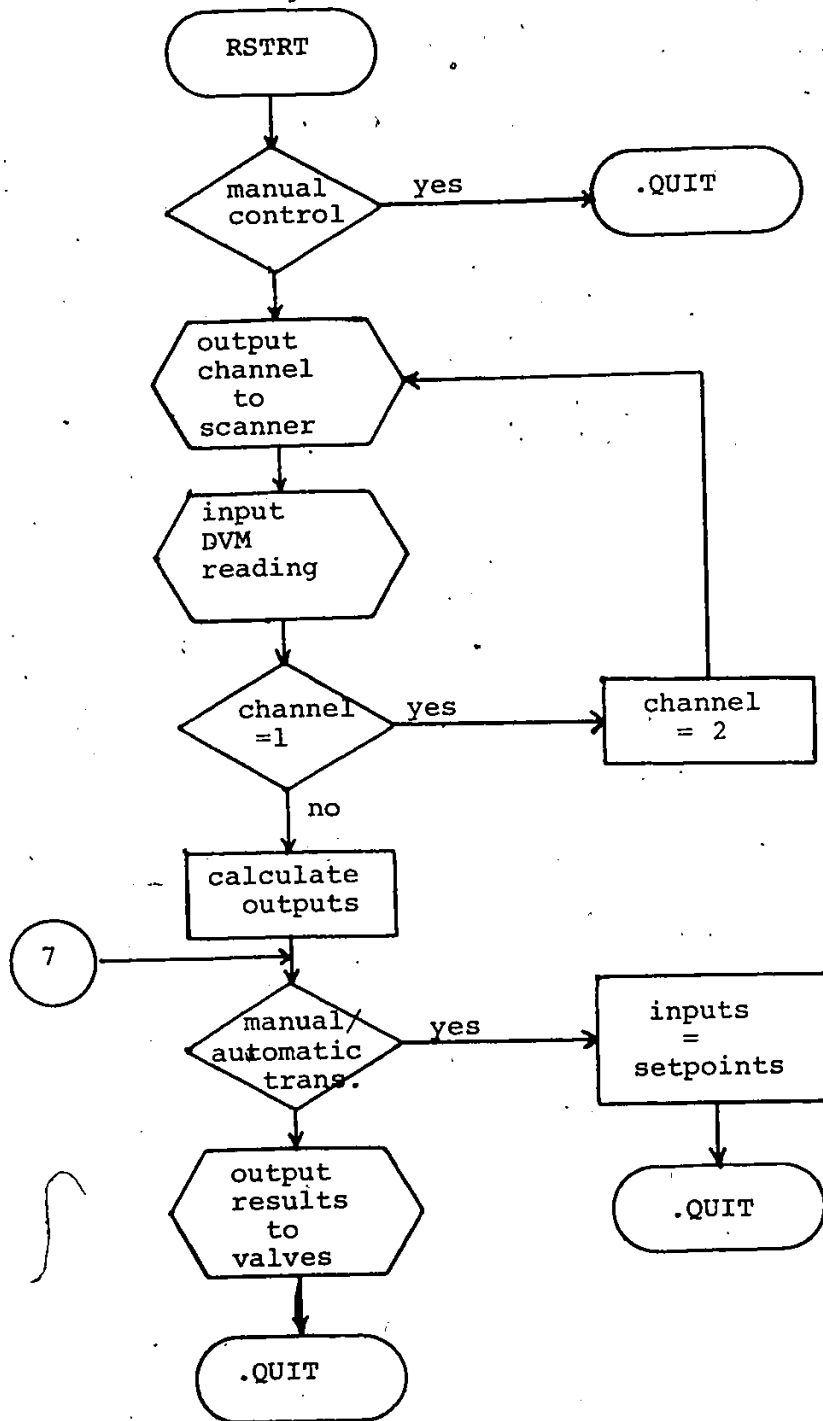 RSTRT
manual
control
yes
.QUIT
output
channel
to
scanner
input
DVM
reading
channel
=1
yes
channel
= 2
no
calculate
outputs
7
manual/
automatic
trans.
yes
inputs
=
setpoints
output
results
to
valves
.QUIT
.QUIT